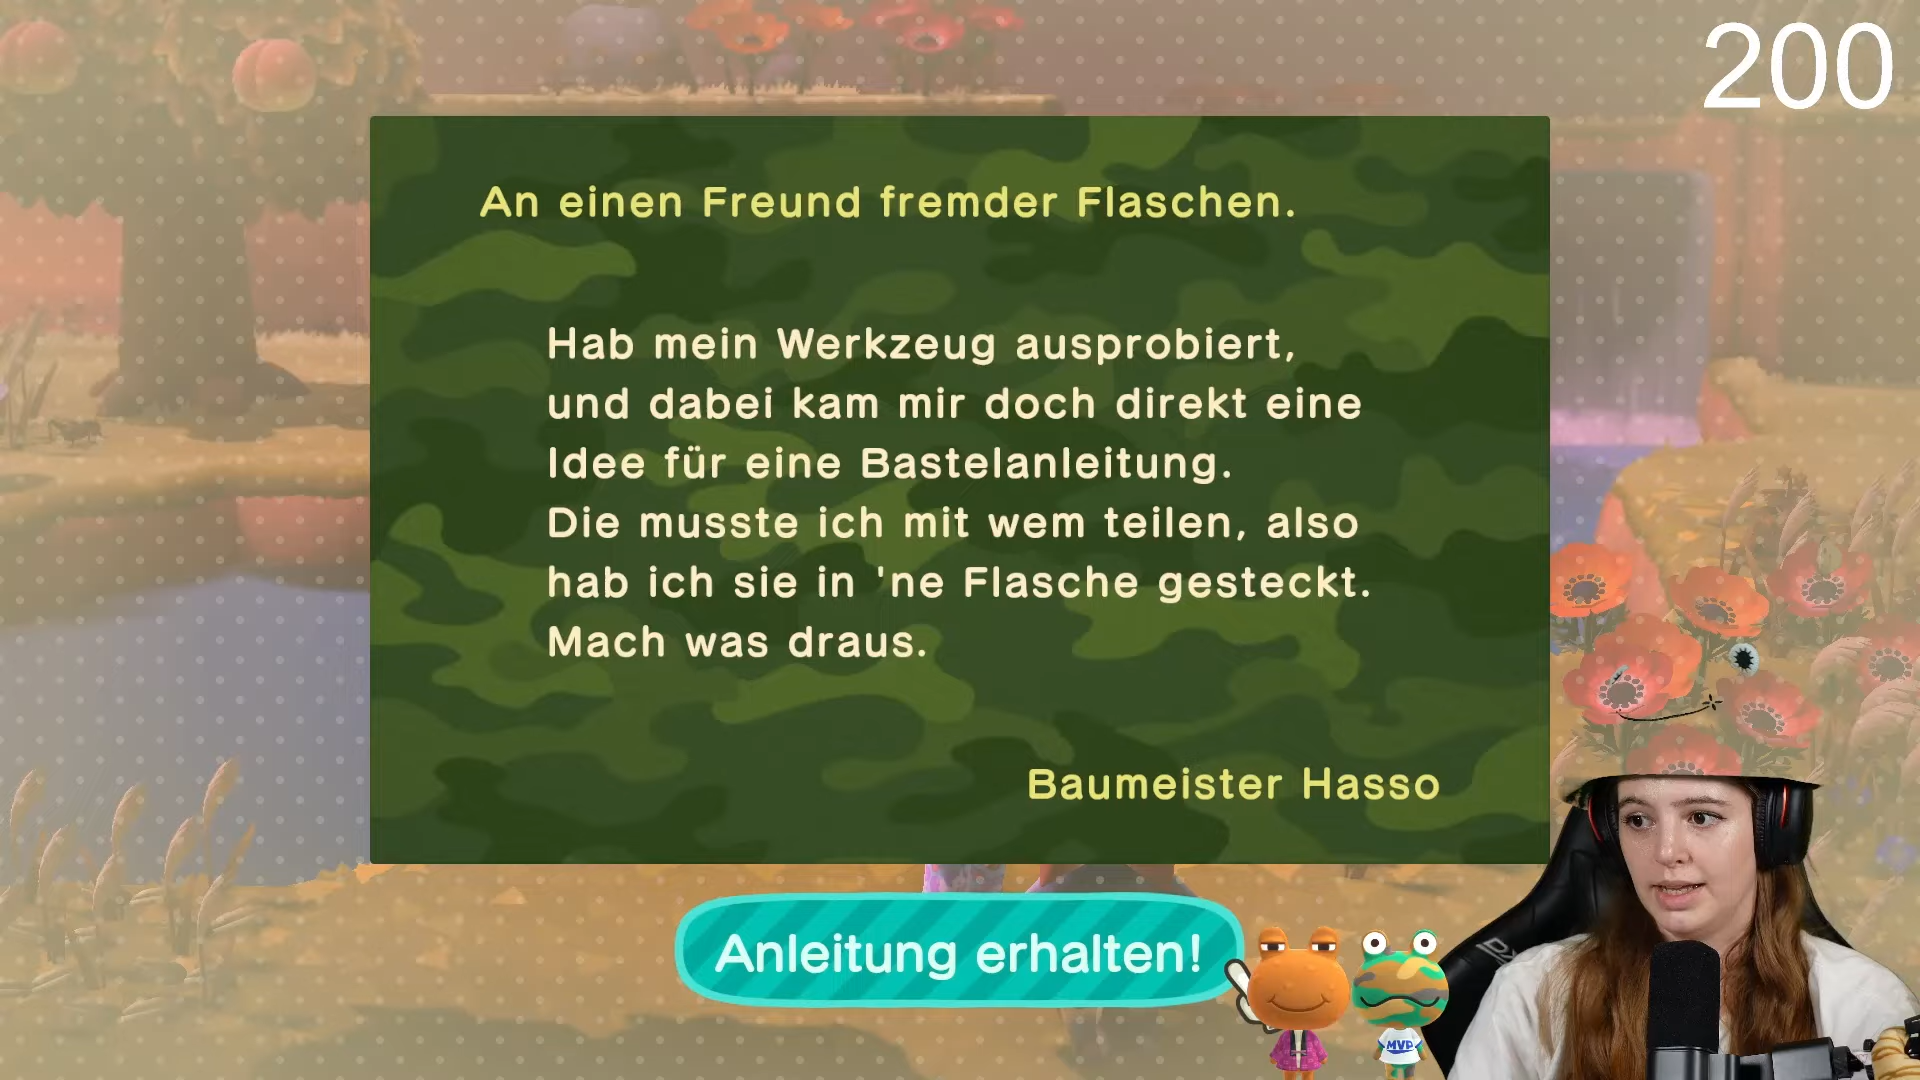 200
An einen Freund fremder Flaschen.
Hab mein Werkzeug ausprobiert,
und dabei kam mir doch direkt eine
Idee für eine Bastelanleitung.
Die musste ich mit wem teilen, also
hab ich sie in 'ne Flasche gesteckt.
Mach was draus.
Baumeister Hasso
Anleitung erhalten!
MVP